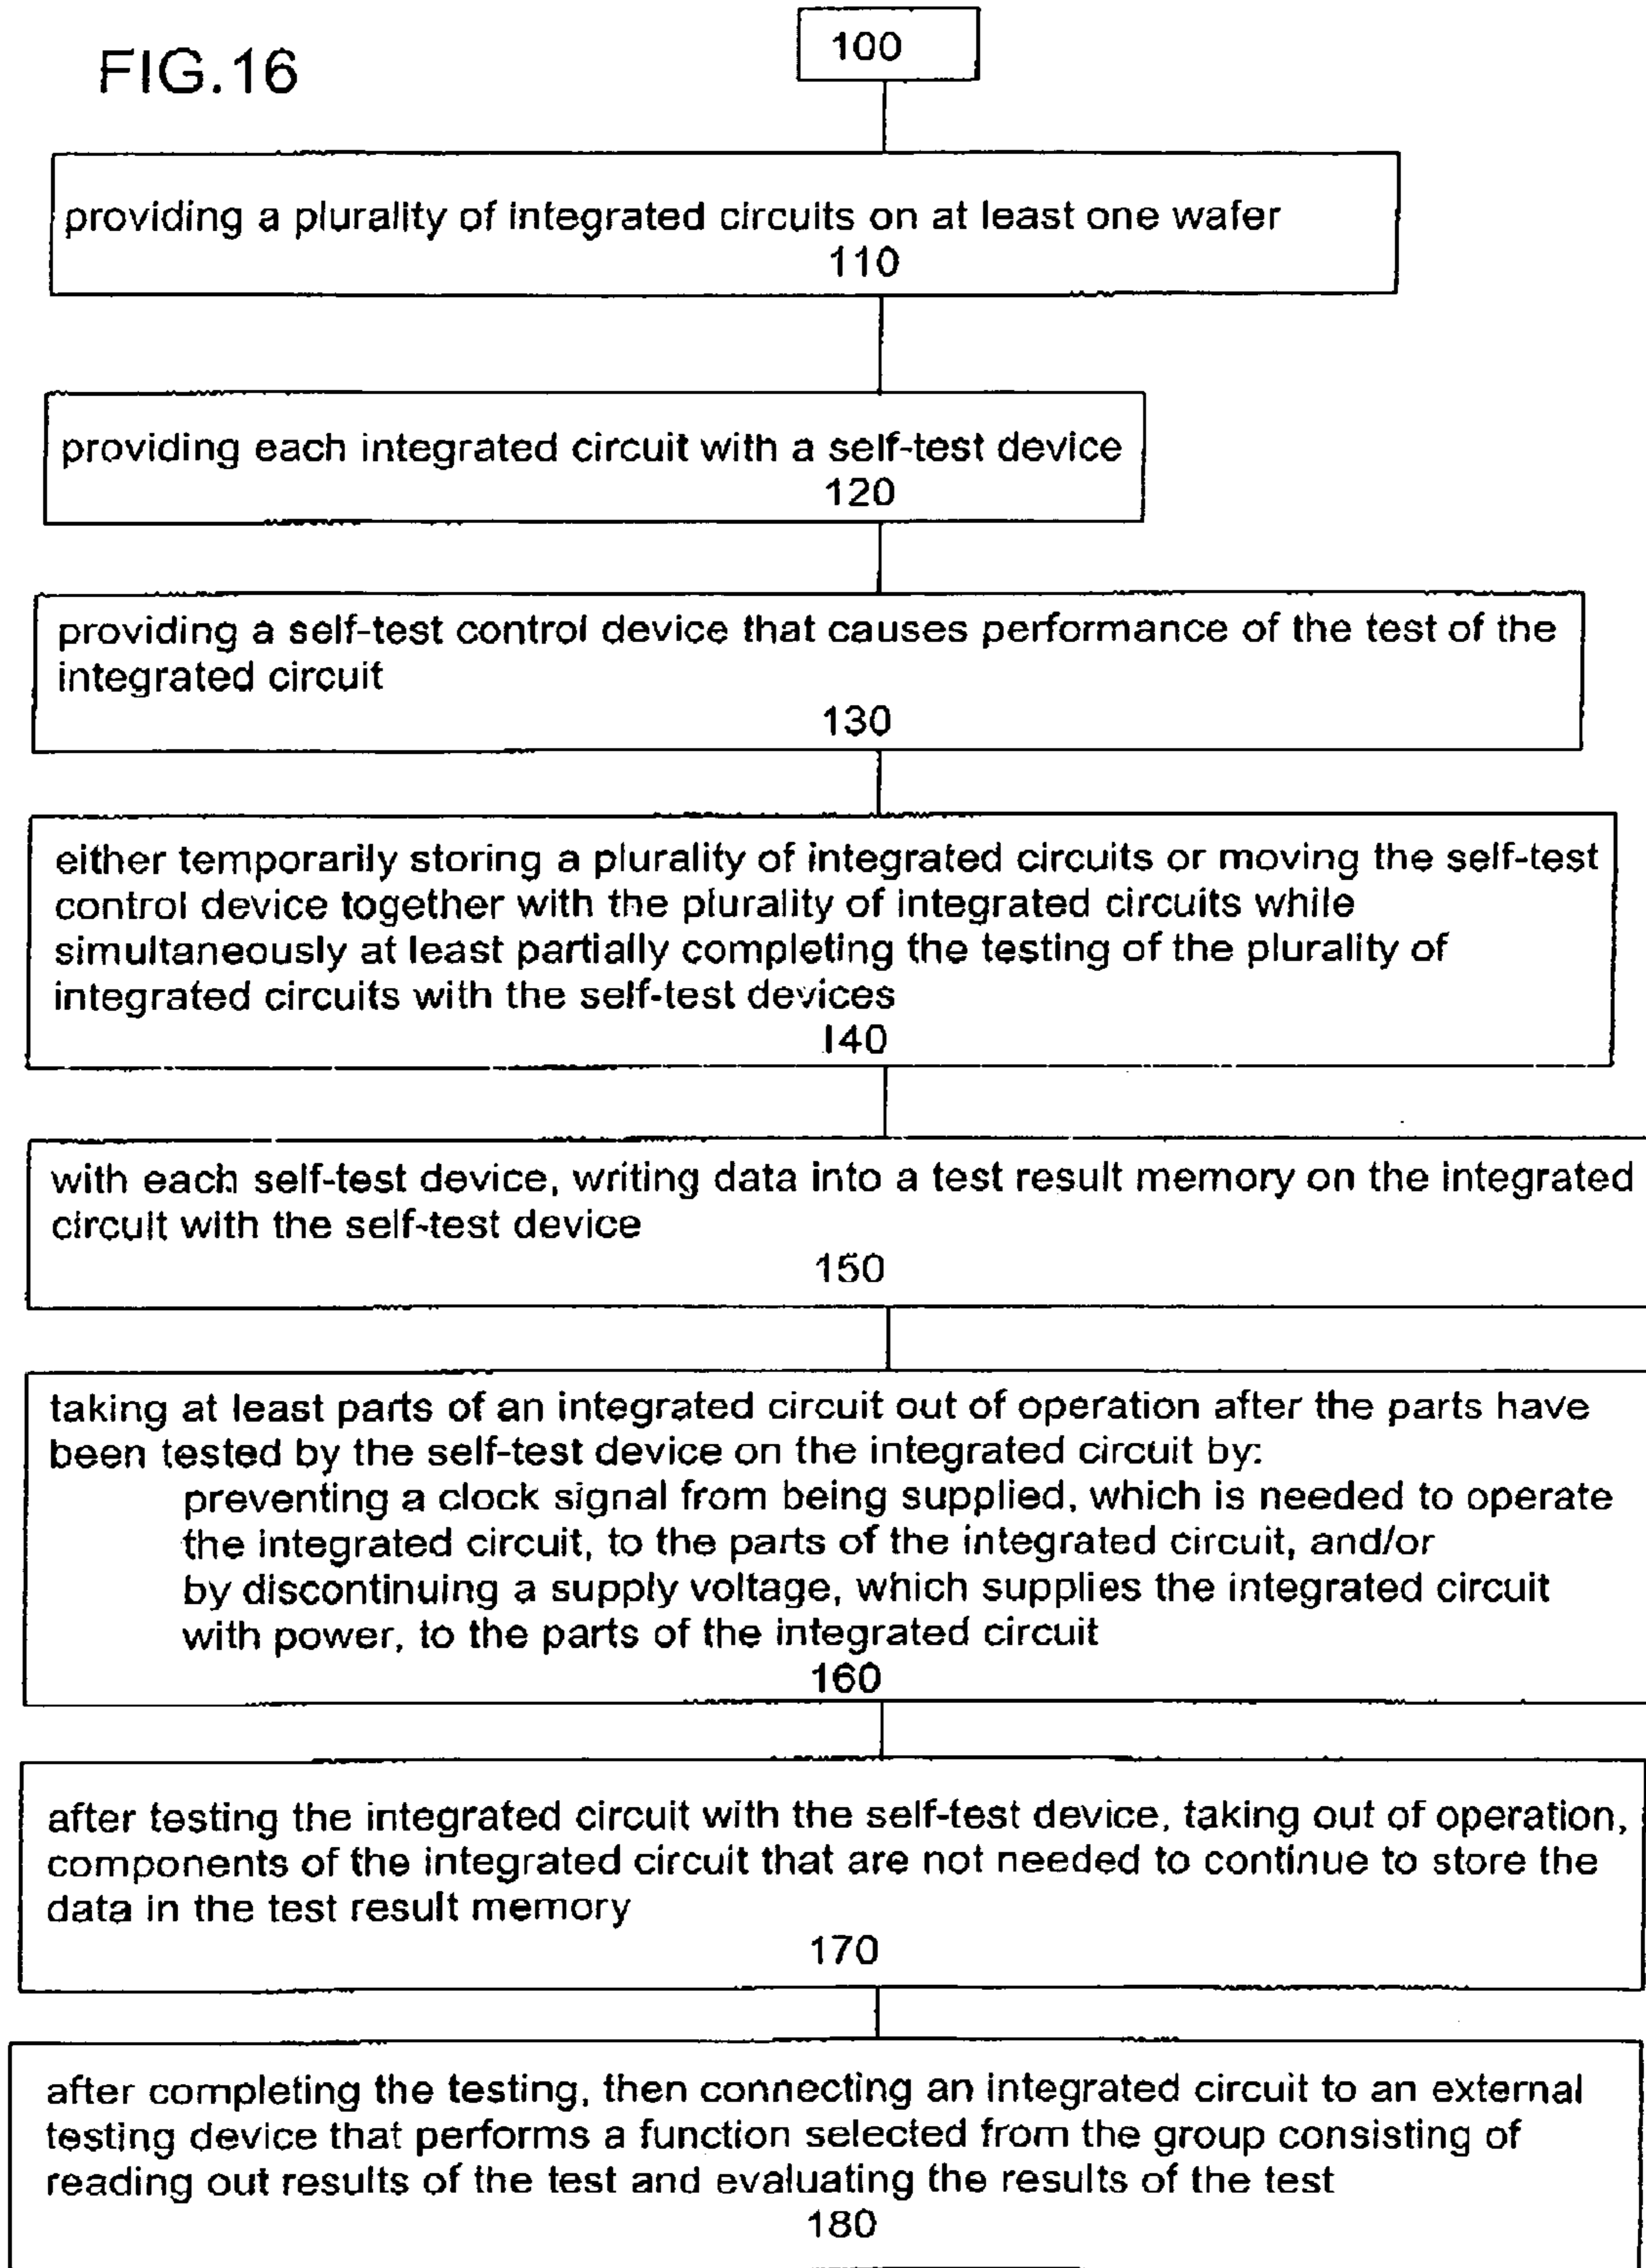 FIG.16
100
providing a plurality of integrated circuits on at least one wafer
110
providing each integrated circuit with a self-test device
120
providing a self-test control device that causes performance of the test of the
integrated circuit
130
either temporarily storing a plurality of integrated circuits or moving the self-test
control device together with the plurality of integrated circuits while
simultaneously at least partially completing the testing of the plurality of
integrated circuits with the self-test devices
140
with each self-test device, writing data into a test result memory on the integrated
circuit with the self-test device
150
taking at least parts of an integrated circuit out of operation after the parts have
been tested by the self-test device on the integrated circuit by:
preventing a clock signal from being supplied, which is needed to operate
the integrated circuit, to the parts of the integrated circuit, and/or
by discontinuing a supply voltage, which supplies the integrated circuit
with power, to the parts of the integrated circuit
160
after testing the integrated circuit with the self-test device, taking out of operation,
components of the integrated circuit that are not needed to continue to store the
data in the test result memory
170
after completing the testing, then connecting an integrated circuit to an external
testing device that performs a function selected from the group consisting of
reading out results of the test and evaluating the results of the test
180